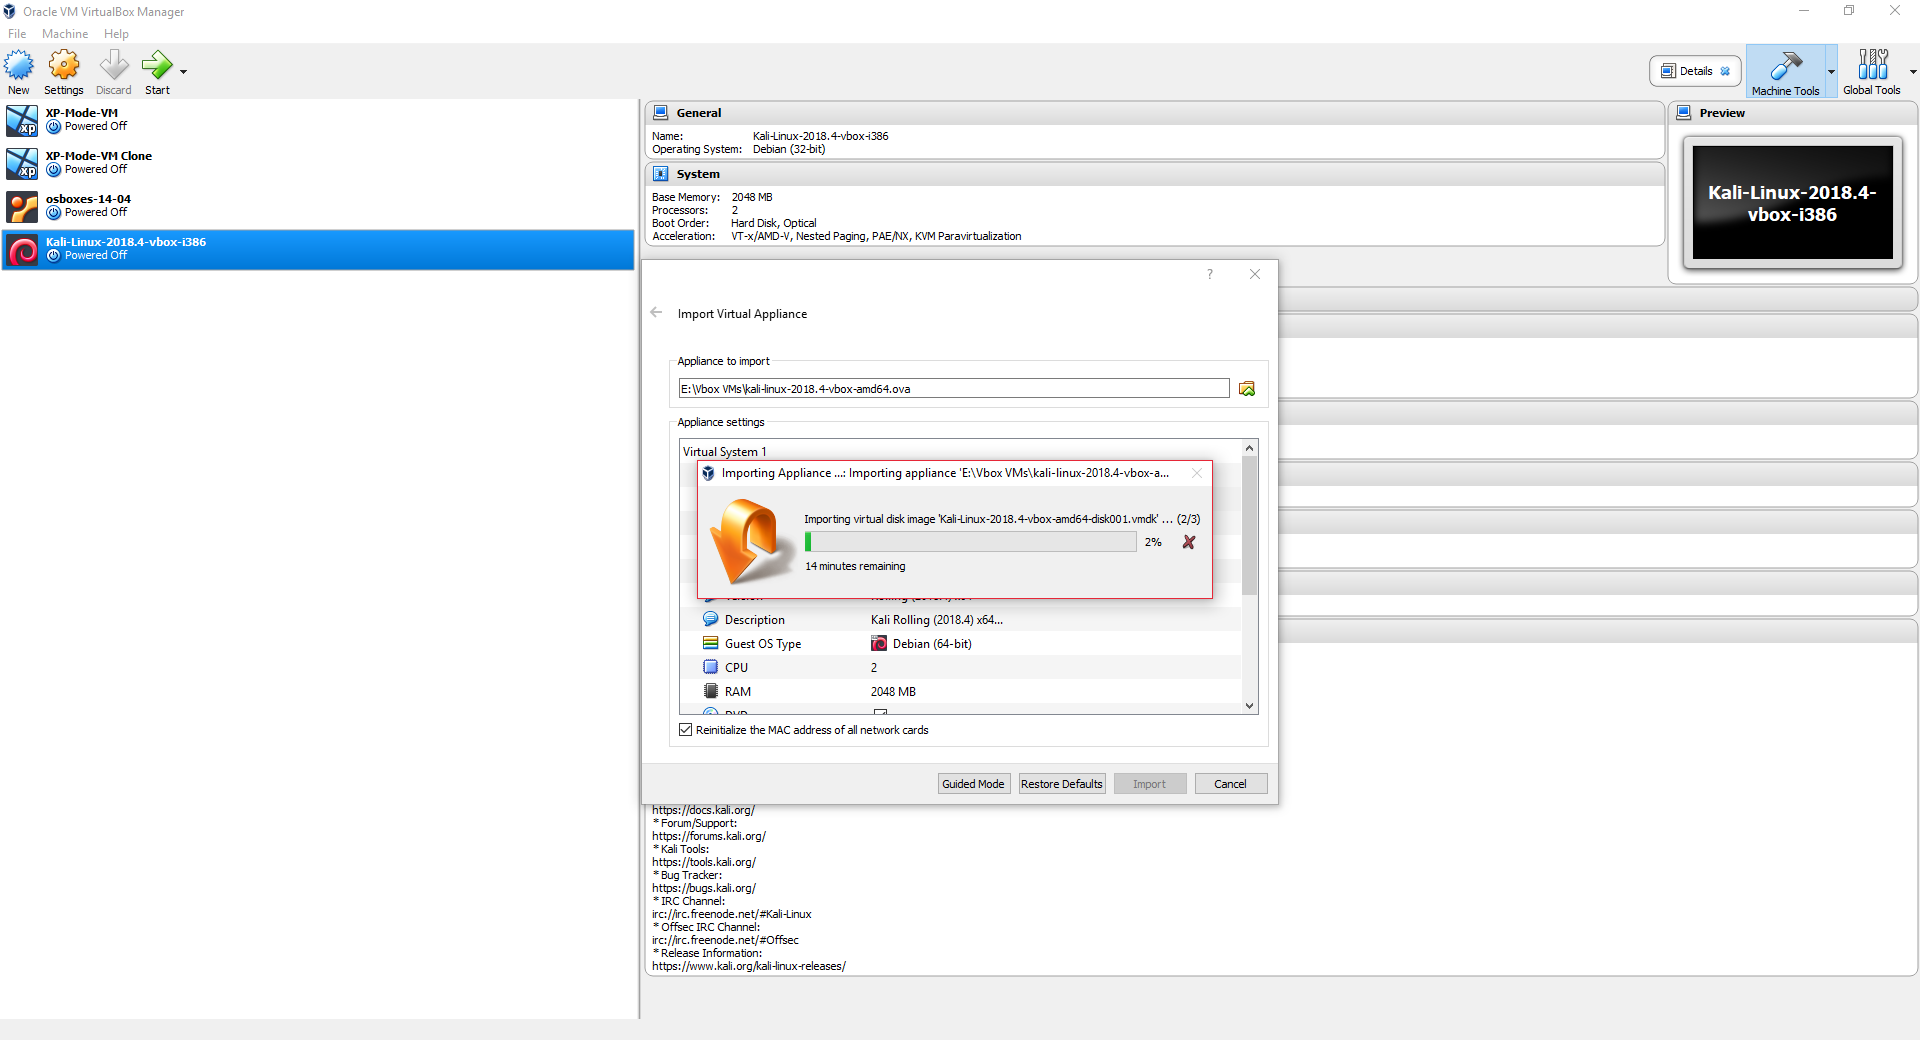 Oracle VM VirtualBox Manager
File Machine Help
New Settings Discard Start
Details
Machine Tools
Global Tools
XP-Mode-VM
Powered Off
XP-Mode-VM Clone
Powered Off
osboxes-14-04
Powered Off
Kali-Linux-2018.4-vbox-i386
Powered Off
General
Name: Kali-Linux-2018.4-vbox-i386
Operating System: Debian (32-bit)
System
Base Memory: 2048 MB
Processors: 2
Boot Order: Hard Disk, Optical
Acceleration: VT-x/AMD-V, Nested Paging, PAE/NX, KVM Paravirtualization
Preview
Kali-Linux-2018.4-
vbox-i386
?
Import Virtual Appliance
Appliance to import
E:\Vbox VMs\kali-linux-2018.4-vbox-amd64.ova
Appliance settings
Virtual System 1
Importing Appliance ...: Importing appliance 'E:\Vbox VMs\kali-linux-2018.4-vbox-a...
Importing virtual disk image 'Kali-Linux-2018.4-vbox-amd64-disk001.vmdk' ... (2/3)
2%
14 minutes remaining
Description Kali Rolling (2018.4) x64...
Guest OS Type Debian (64-bit)
CPU 2
RAM 2048 MB
DVD
Reinitialize the MAC address of all network cards
Guided Mode Restore Defaults Import Cancel
https://docs.kali.org/
* Forum/Support:
https://forums.kali.org/
* Kali Tools:
https://tools.kali.org/
* Bug Tracker:
https://bugs.kali.org/
* IRC Channel:
irc://irc.freenode.net/#Kali-Linux
* Offsec IRC Channel:
irc://irc.freenode.net/#Offsec
* Release Information:
https://www.kali.org/kali-linux-releases/